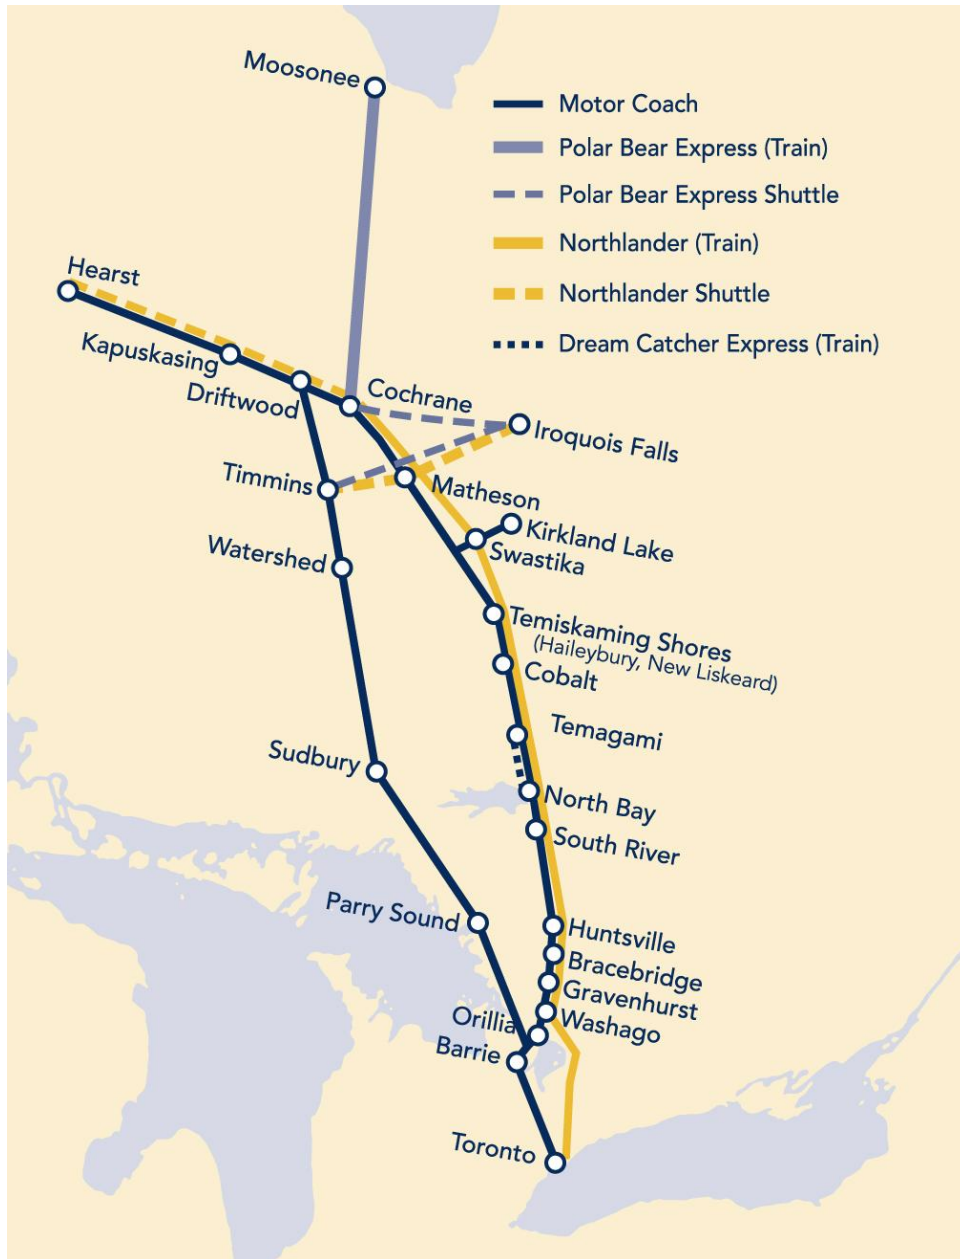 Moosonee
Motor Coach
Polar Bear Express (Train)
Polar Bear Express Shuttle
Northlander (Train)
Northlander Shuttle
Dream Catcher Express (Train)
Hearst
Kapuskasing
Driftwood
Cochrane
Iroquois Falls
Timmins
Matheson
Kirkland Lake
Swastika
Watershed
Temiskaming Shores
(Haileybury, New Liskeard)
Cobalt
Temagami
Sudbury
North Bay
South River
Parry Sound
Huntsville
Bracebridge
Gravenhurst
Washago
Orillia
Barrie
Toronto